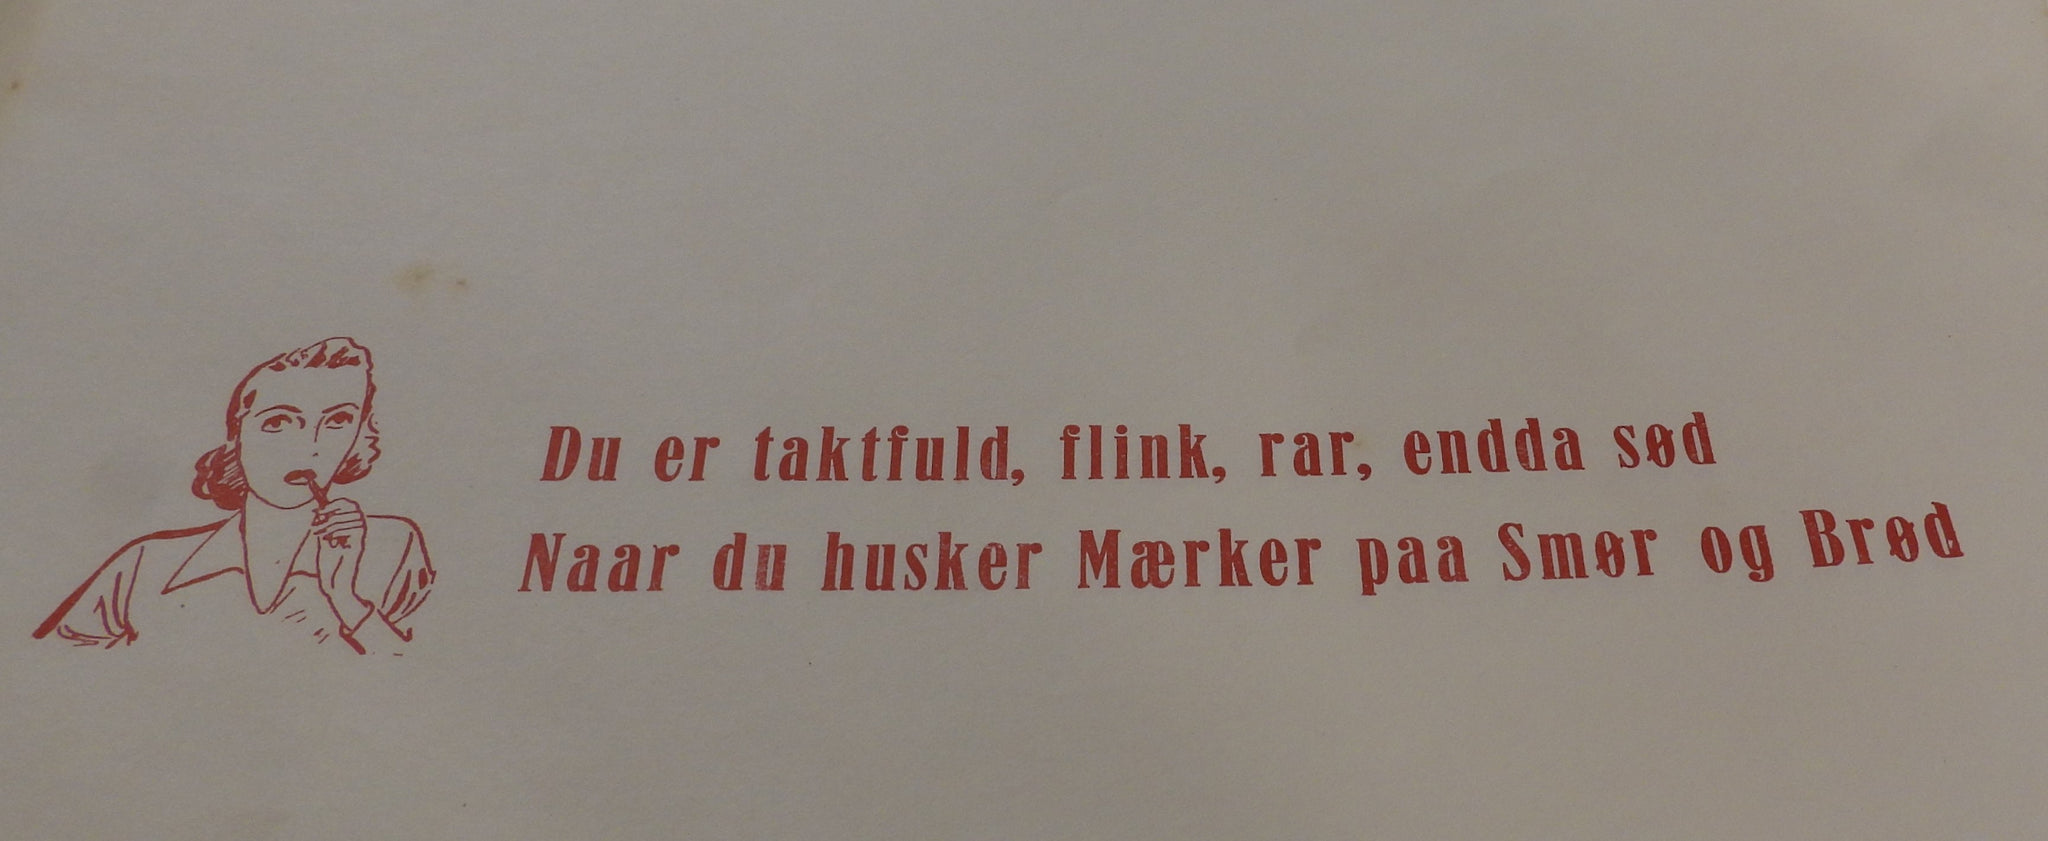 Du er taktfuld, flink, rar, endda sød
Naar du husker Mærker paa Smør og Brød